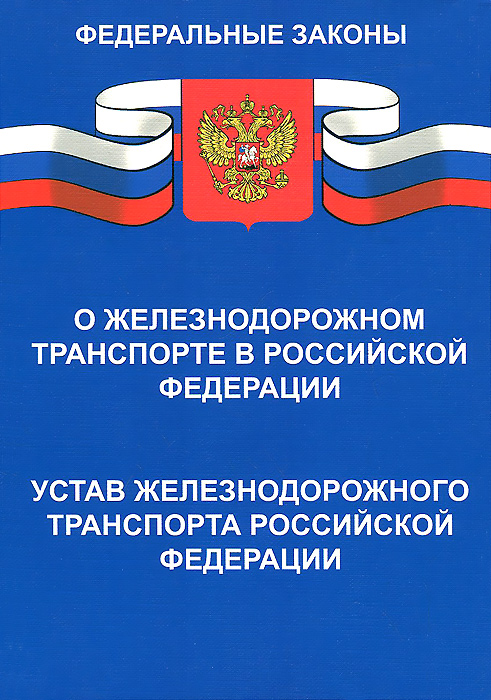 ФЕДЕРАЛЬНЫЕ ЗАКОНЫ
О ЖЕЛЕЗНОДОРОЖНОМ
ТРАНСПОРТЕ В РОССИЙСКОЙ
ФЕДЕРАЦИИ
УСТАВ ЖЕЛЕЗНОДОРОЖНОГО
ТРАНСПОРТА РОССИЙСКОЙ
ФЕДЕРАЦИИ